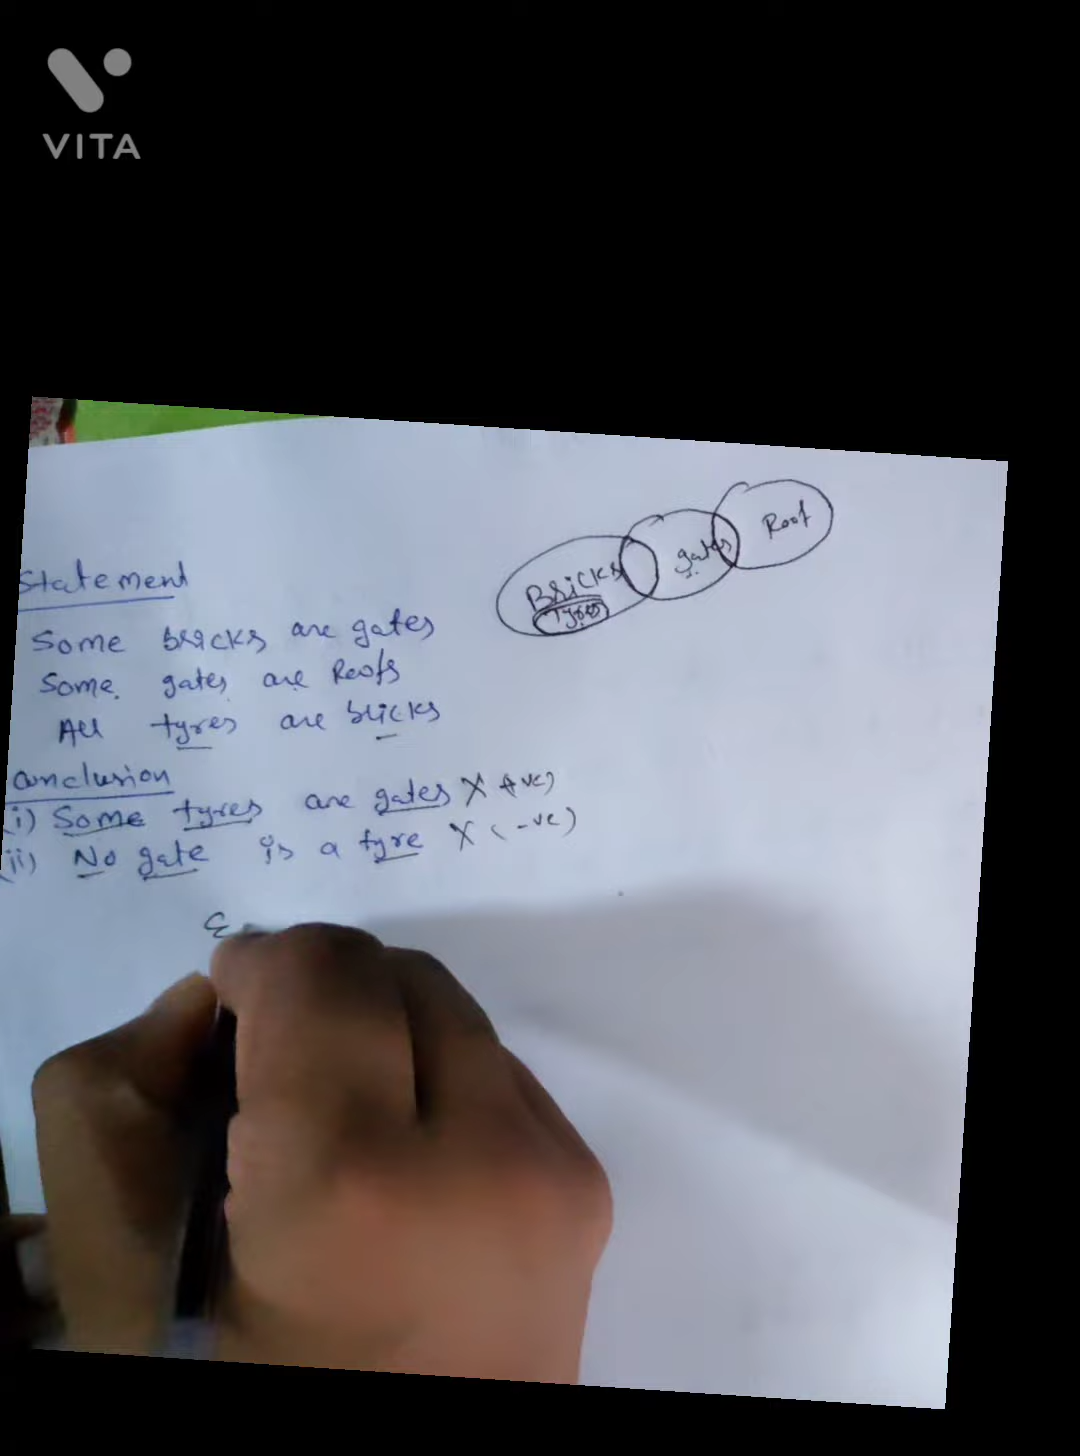 VITA
Statement
Some bricks are gates
Some gates are Roofs
All tyres are bricks
Conclusion
(i) Some tyres are gates X +ve)
(ii) No gate is a tyre X (-ve)
E
Bricks
Tyres
gates
Roof